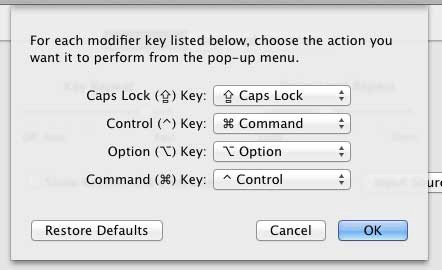 For each modifier key listed below, choose the action you
want it to perform from the pop-up menu.
Caps Lock (⇪) Key: ⇪ Caps Lock
Control (^) Key: ⌘ Command
Option (⌥) Key: ⌥ Option
Command (⌘) Key: ^ Control
Restore Defaults Cancel OK